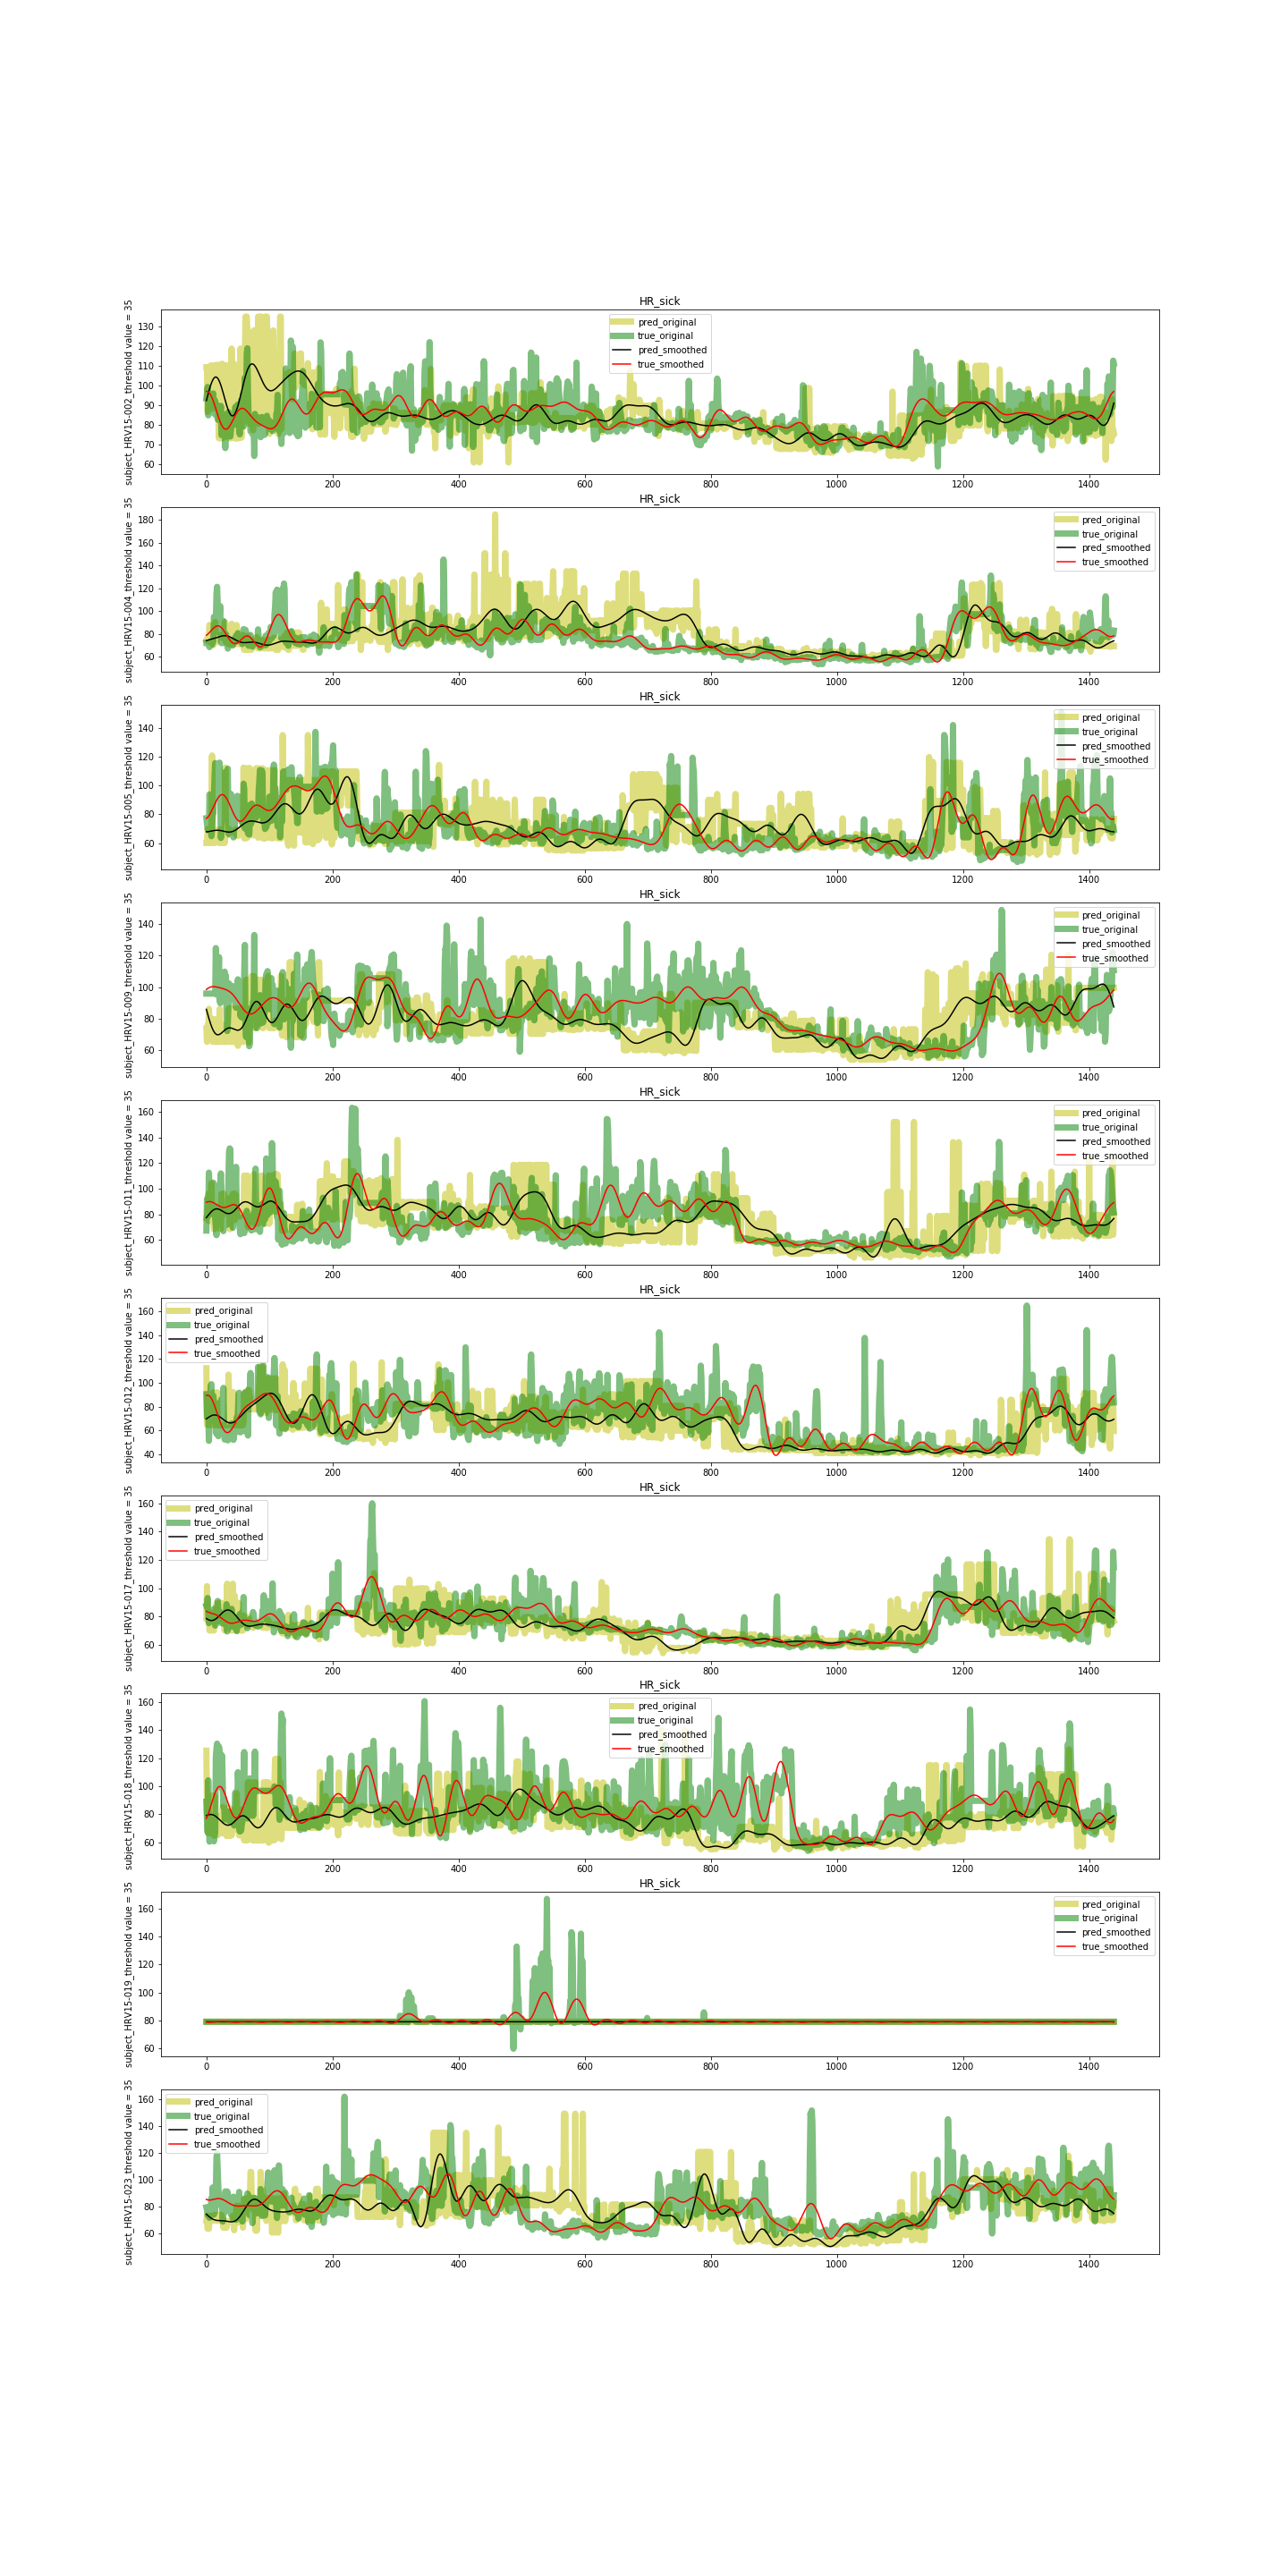 HR_sick
subject_HRV15-002_threshold value = 35
130
120
110
100
90
80
70
60
pred_original
true_original
pred_smoothed
true_smoothed
0 200 400 600 800 1000 1200 1400
HR_sick
subject_HRV15-004_threshold value = 35
180
160
140
120
100
80
60
pred_original
true_original
pred_smoothed
true_smoothed
0 200 400 600 800 1000 1200 1400
HR_sick
subject_HRV15-005_threshold value = 35
140
120
100
80
60
pred_original
true_original
pred_smoothed
true_smoothed
0 200 400 600 800 1000 1200 1400
HR_sick
subject_HRV15-009_threshold value = 35
140
120
100
80
60
pred_original
true_original
pred_smoothed
true_smoothed
0 200 400 600 800 1000 1200 1400
HR_sick
subject_HRV15-011_threshold value = 35
160
140
120
100
80
60
pred_original
true_original
pred_smoothed
true_smoothed
0 200 400 600 800 1000 1200 1400
HR_sick
subject_HRV15-012_threshold value = 35
160
140
120
100
80
60
40
pred_original
true_original
pred_smoothed
true_smoothed
0 200 400 600 800 1000 1200 1400
HR_sick
subject_HRV15-017_threshold value = 35
160
140
120
100
80
60
pred_original
true_original
pred_smoothed
true_smoothed
0 200 400 600 800 1000 1200 1400
HR_sick
subject_HRV15-018_threshold value = 35
160
140
120
100
80
60
pred_original
true_original
pred_smoothed
true_smoothed
0 200 400 600 800 1000 1200 1400
HR_sick
subject_HRV15-019_threshold value = 35
160
140
120
100
80
60
pred_original
true_original
pred_smoothed
true_smoothed
0 200 400 600 800 1000 1200 1400
subject_HRV15-023_threshold value = 35
160
140
120
100
80
60
pred_original
true_original
pred_smoothed
true_smoothed
0 200 400 600 800 1000 1200 1400